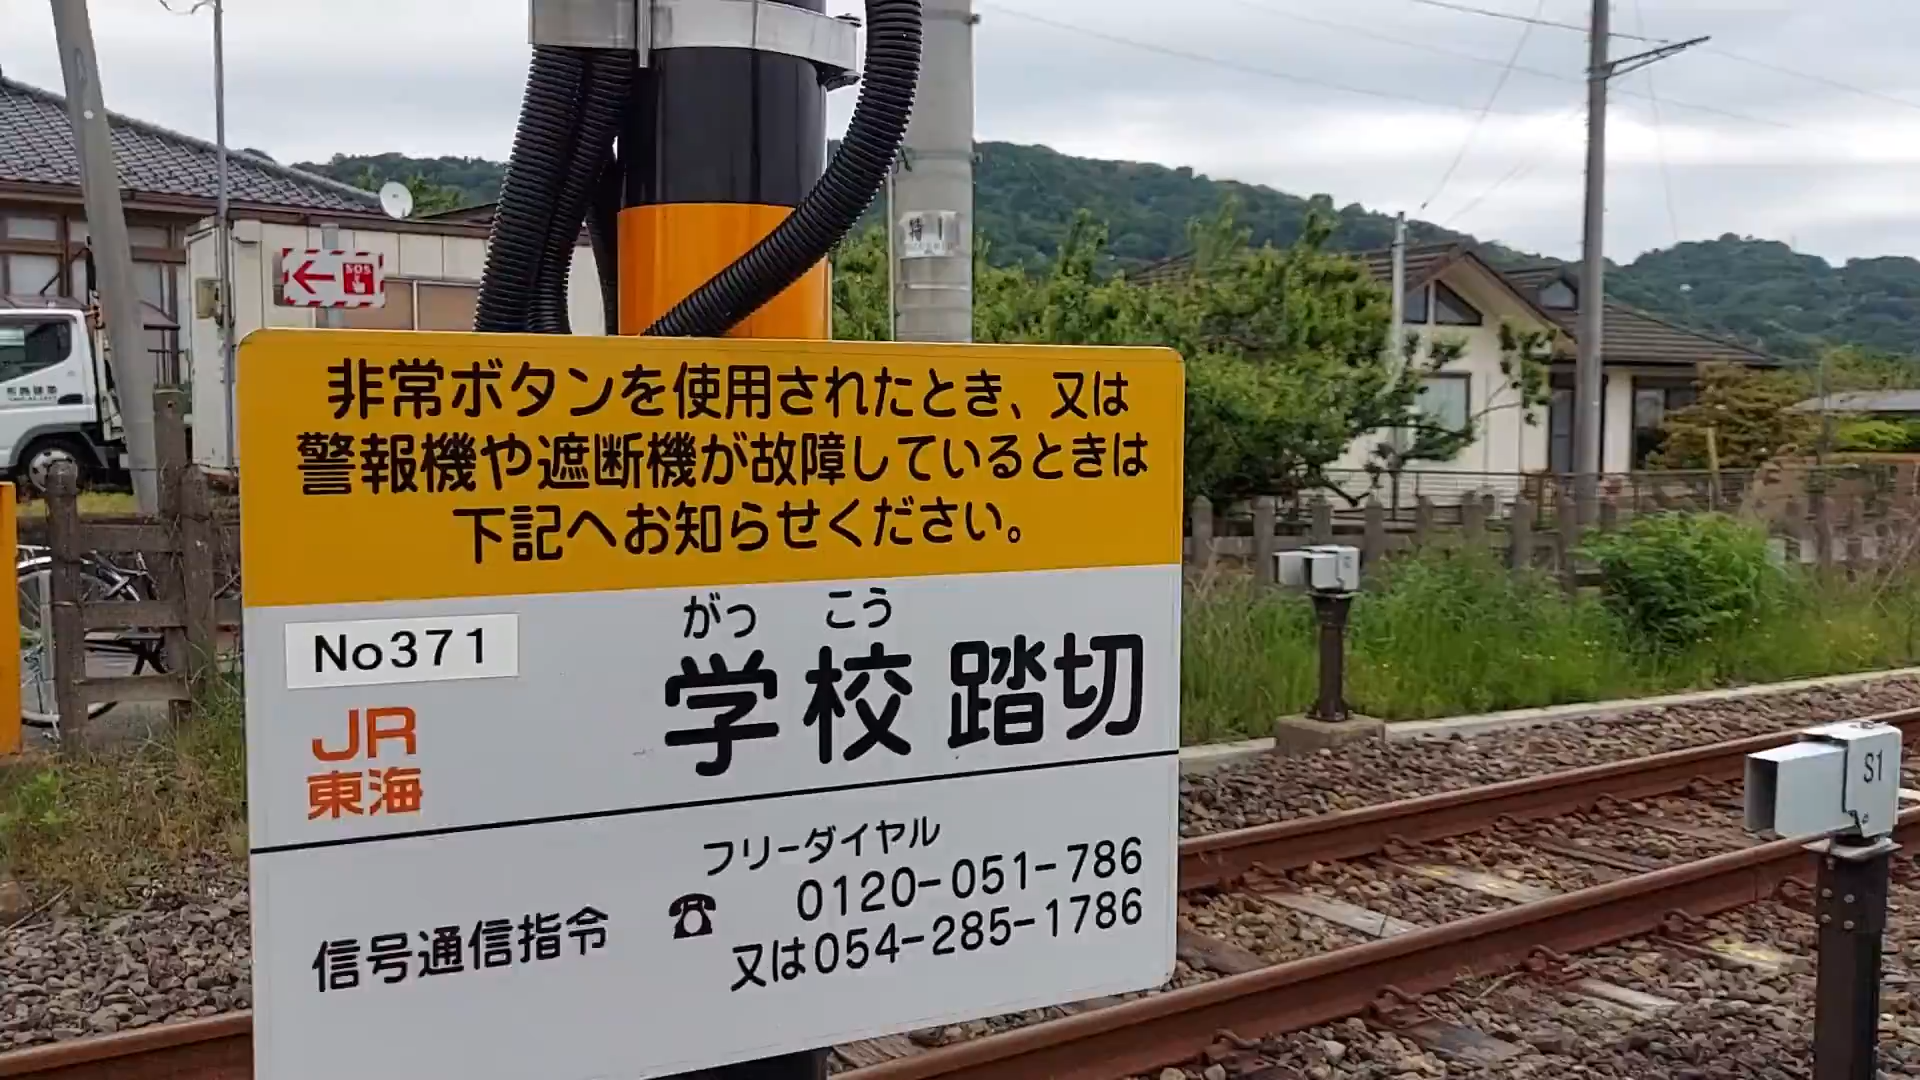 SOS
特
非常ボタンを使用されたとき、又は
警報機や遮断機が故障しているときは
下記へお知らせください。
No371
がっ こう
学校踏切
JR
東海
フリーダイヤル
0120-051-786
信号通信指令
又は054-285-1786
S1